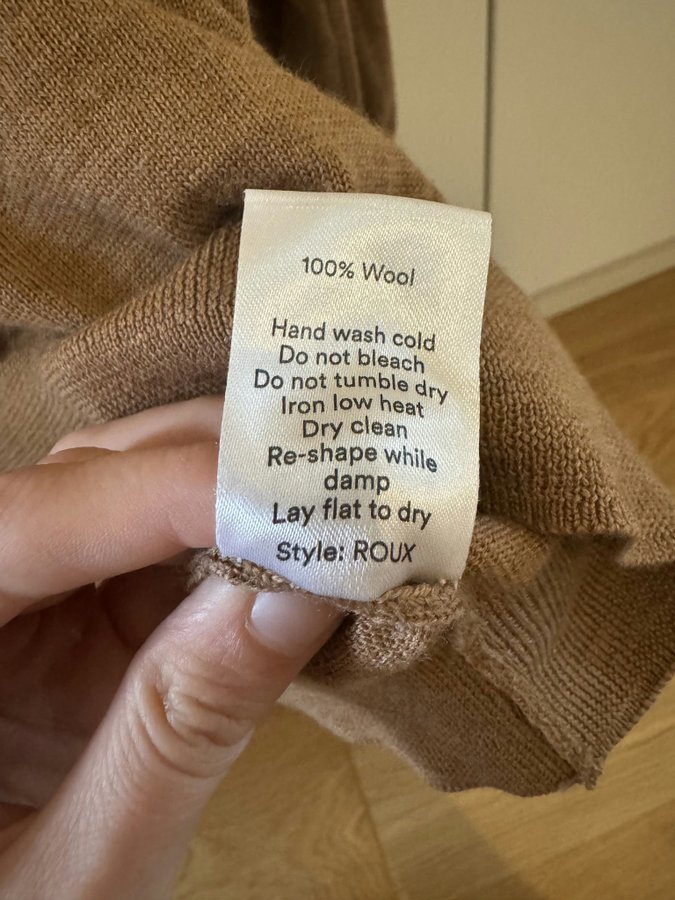 100% Wool
Hand wash cold
Do not bleach
Do not tumble dry
Iron low heat
Dry clean
Re-shape while
damp
Lay flat to dry
Style: ROUX